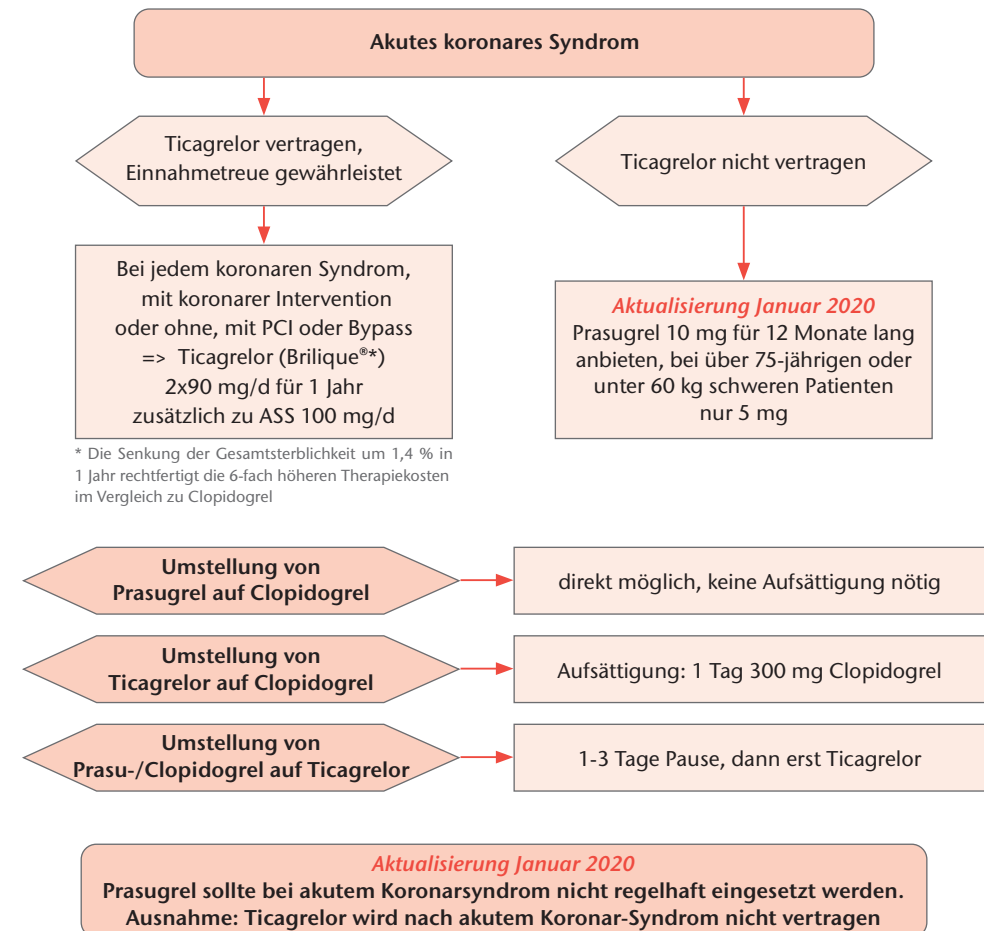 Akutes koronares Syndrom
Ticagrelor vertragen,
Einnahmetreue gewährleistet
Ticagrelor nicht vertragen
Bei jedem koronaren Syndrom,
mit koronarer Intervention
oder ohne, mit PCI oder Bypass
=> Ticagrelor (Brilique®*)
2x90 mg/d für 1 Jahr
zusätzlich zu ASS 100 mg/d
Aktualisierung Januar 2020
Prasugrel 10 mg für 12 Monate lang
anbieten, bei über 75-jährigen oder
unter 60 kg schweren Patienten
nur 5 mg
* Die Senkung der Gesamtsterblichkeit um 1,4 % in
1 Jahr rechtfertigt die 6-fach höheren Therapiekosten
im Vergleich zu Clopidogrel
Umstellung von
Prasugrel auf Clopidogrel
direkt möglich, keine Aufsättigung nötig
Umstellung von
Ticagrelor auf Clopidogrel
Aufsättigung: 1 Tag 300 mg Clopidogrel
Umstellung von
Prasu-/Clopidogrel auf Ticagrelor
1-3 Tage Pause, dann erst Ticagrelor
Aktualisierung Januar 2020
Prasugrel sollte bei akutem Koronarsyndrom nicht regelhaft eingesetzt werden.
Ausnahme: Ticagrelor wird nach akutem Koronar-Syndrom nicht vertragen